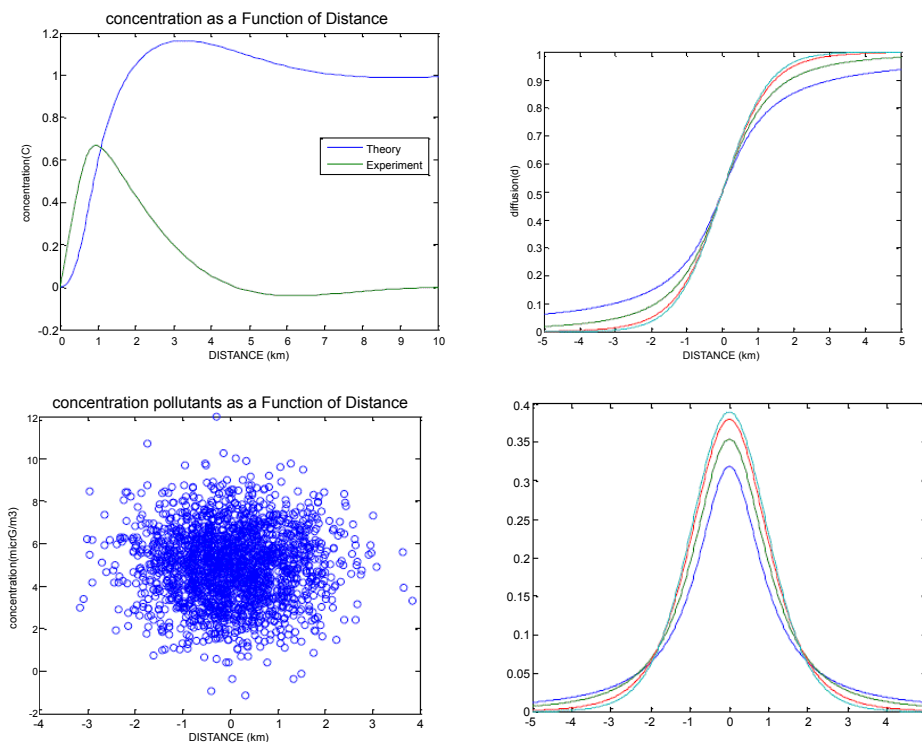 concentration as a Function of Distance
1.2
1
0.8
0.6
0.4
0.2
0
-0.2
concentration(C)
Theory
Experiment
0 1 2 3 4 5 6 7 8 9 10
DISTANCE (km)
1
0.9
0.8
0.7
0.6
0.5
0.4
0.3
0.2
0.1
0
diffusion(d)
-5 -4 -3 -2 -1 0 1 2 3 4 5
DISTANCE (km)
concentration pollutants as a Function of Distance
12
10
8
6
4
2
0
-2
concentration(micrG/m3)
-4 -3 -2 -1 0 1 2 3 4
DISTANCE (km)
0.4
0.35
0.3
0.25
0.2
0.15
0.1
0.05
0
-5 -4 -3 -2 -1 0 1 2 3 4